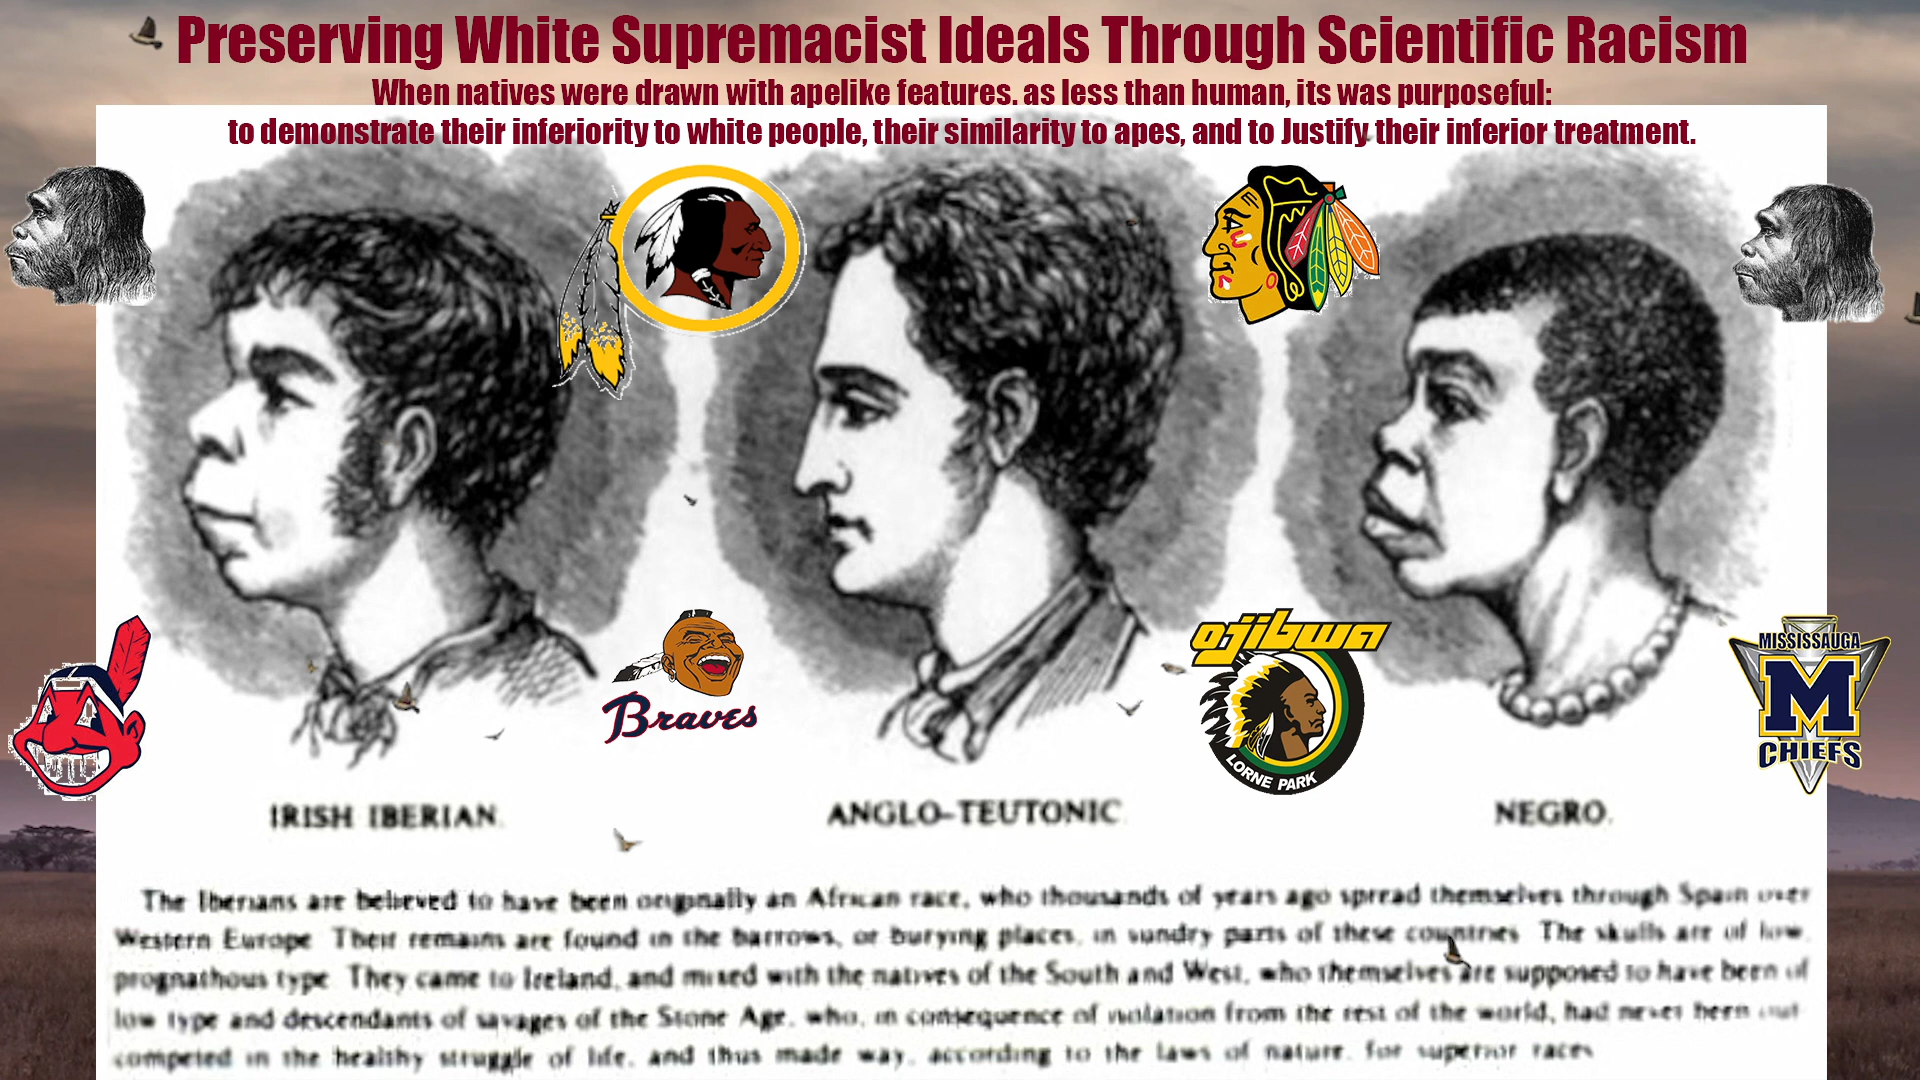 Preserving White Supremacist Ideals Through Scientific Racism
When natives were drawn with apelike features. as less than human, its was purposeful:
to demonstrate their inferiority to white people, their similarity to apes, and to Justify their inferior treatment.
Braves
ojibwa
LORNE PARK
MISSISSAUGA
M
CHIEFS
IRISH IBERIAN.
ANGLO-TEUTONIC.
NEGRO.
The Iberians are believed to have been originally an African race, who thousands of years ago spread themselves through Spain over
Western Europe. Their remains are found in the barrows, or burying places, in sundry parts of these countries. The skulls are of low,
prognathous type. They came to Ireland, and mixed with the natives of the South and West, who themselves are supposed to have been of
low type and descendants of savages of the Stone Age, who, in consequence of isolation from the rest of the world, had never been out-
competed in the healthy struggle of life, and thus made way, according to the laws of nature, for superior races